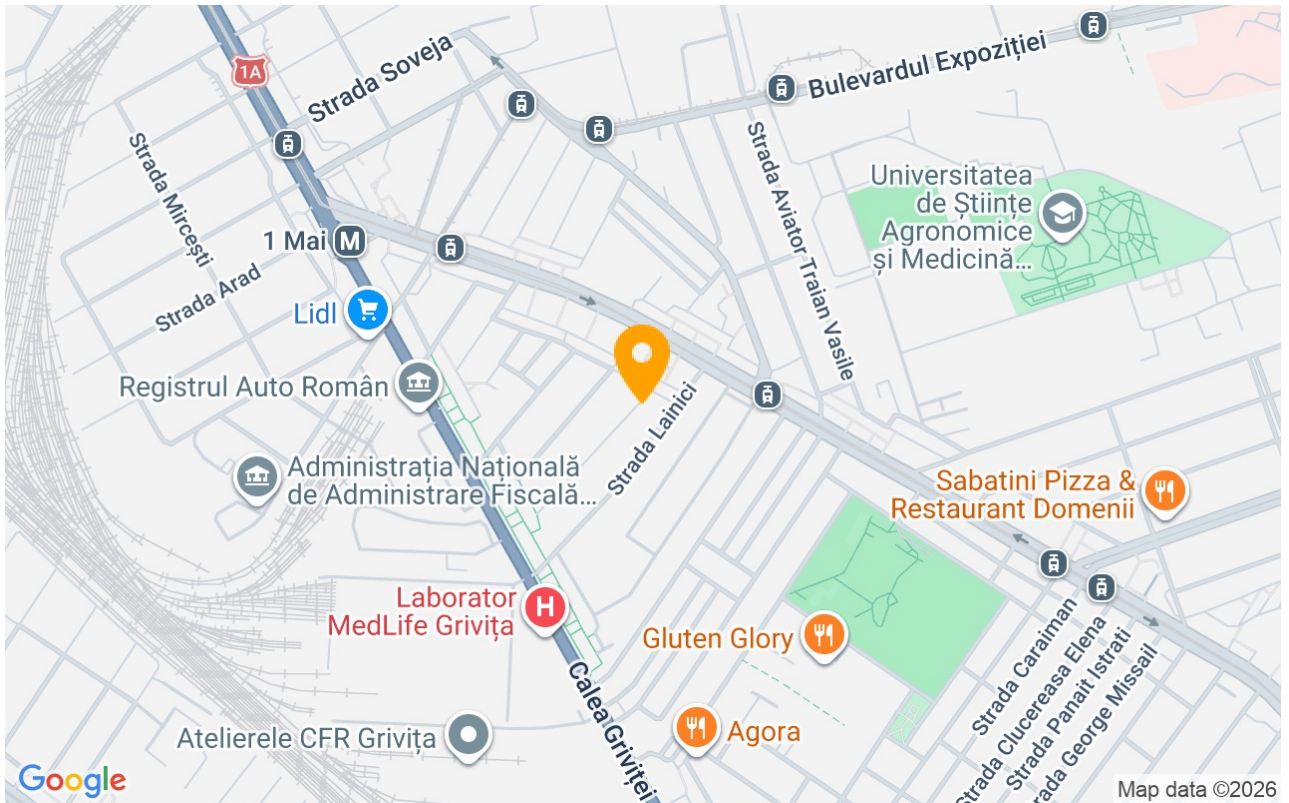 1A
Strada Soveja
Bulevardul Expoziției
Strada Mircești
Strada Aviator Traian Vasile
Universitatea
de Științe
Agronomice
și Medicină...
1 Mai
M
Strada Arad
Lidl
Registrul Auto Român
Strada Lainici
Administrația Națională
de Administrare Fiscală...
Sabatini Pizza &
Restaurant Domenii
Laborator
MedLife Grivița
H
Gluten Glory
Calea Griviței
Agora
Atelierele CFR Grivița
Strada Caraiman
Strada Clucereasa Elena
Strada Panait Istrati
rada George Missail
Google
Map data ©2026